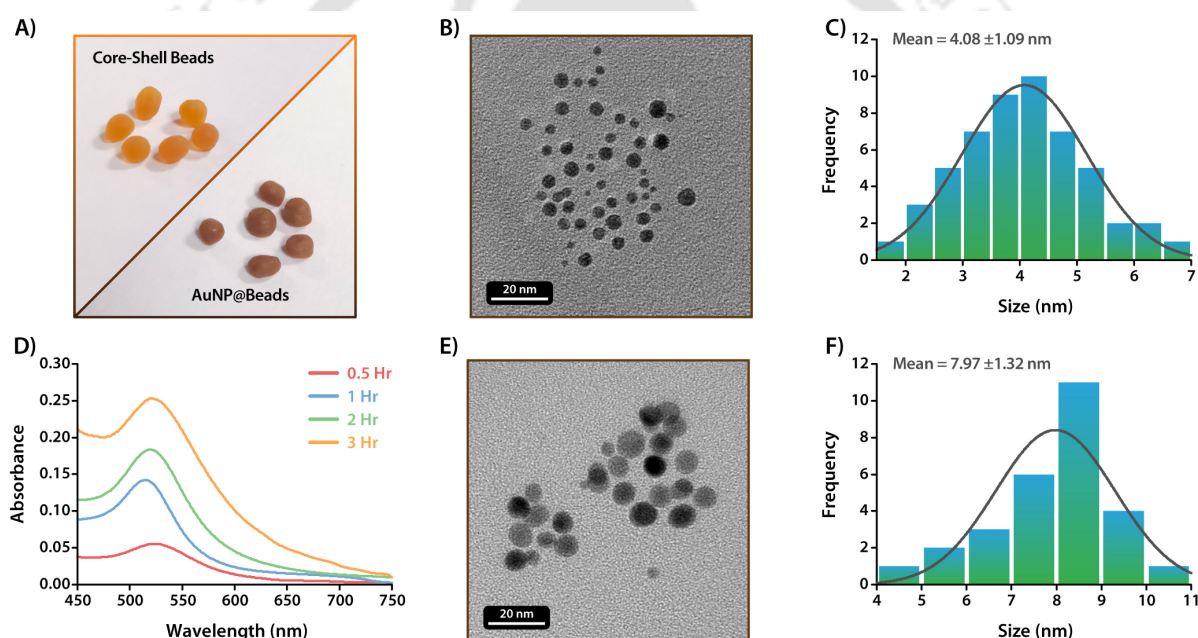 A)
Core-Shell Beads
AuNP@Beads
B)
20 nm
C)
Mean = 4.08 ±1.09 nm
Frequency
12
10
8
6
4
2
0
2 3 4 5 6 7
Size (nm)
D)
0.30
0.25
0.20
0.15
0.10
0.05
0.00
Absorbance
0.5 Hr
1 Hr
2 Hr
3 Hr
450 500 550 600 650 700 750
Wavelength (nm)
E)
20 nm
F)
Mean = 7.97 ±1.32 nm
Frequency
12
10
8
6
4
2
0
4 5 6 7 8 9 10 11
Size (nm)